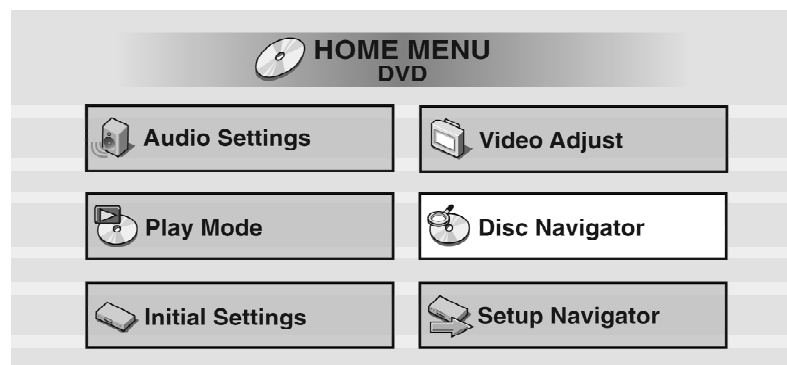 HOME MENU
DVD
Audio Settings
Video Adjust
Play Mode
Disc Navigator
Initial Settings
Setup Navigator